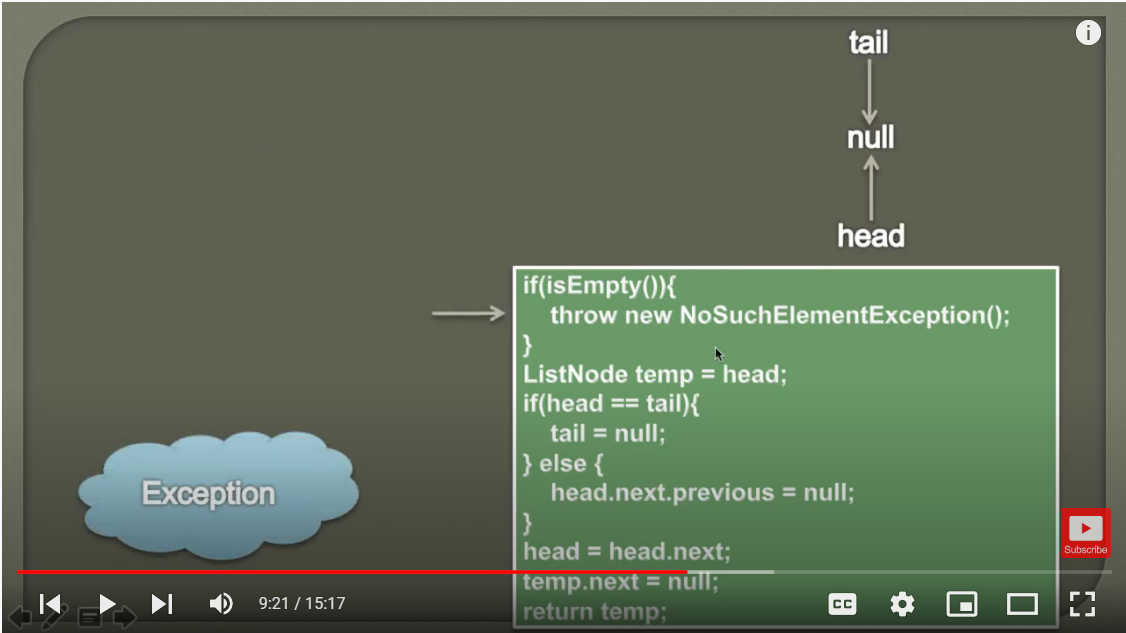 tail
null
head
if(isEmpty()){
throw new NoSuchElementException();
}
ListNode temp = head;
if(head == tail){
tail = null;
} else {
head.next.previous = null;
}
head = head.next;
temp.next = null;
return temp;
Exception
Subscribe
9:21 / 15:17
CC
i